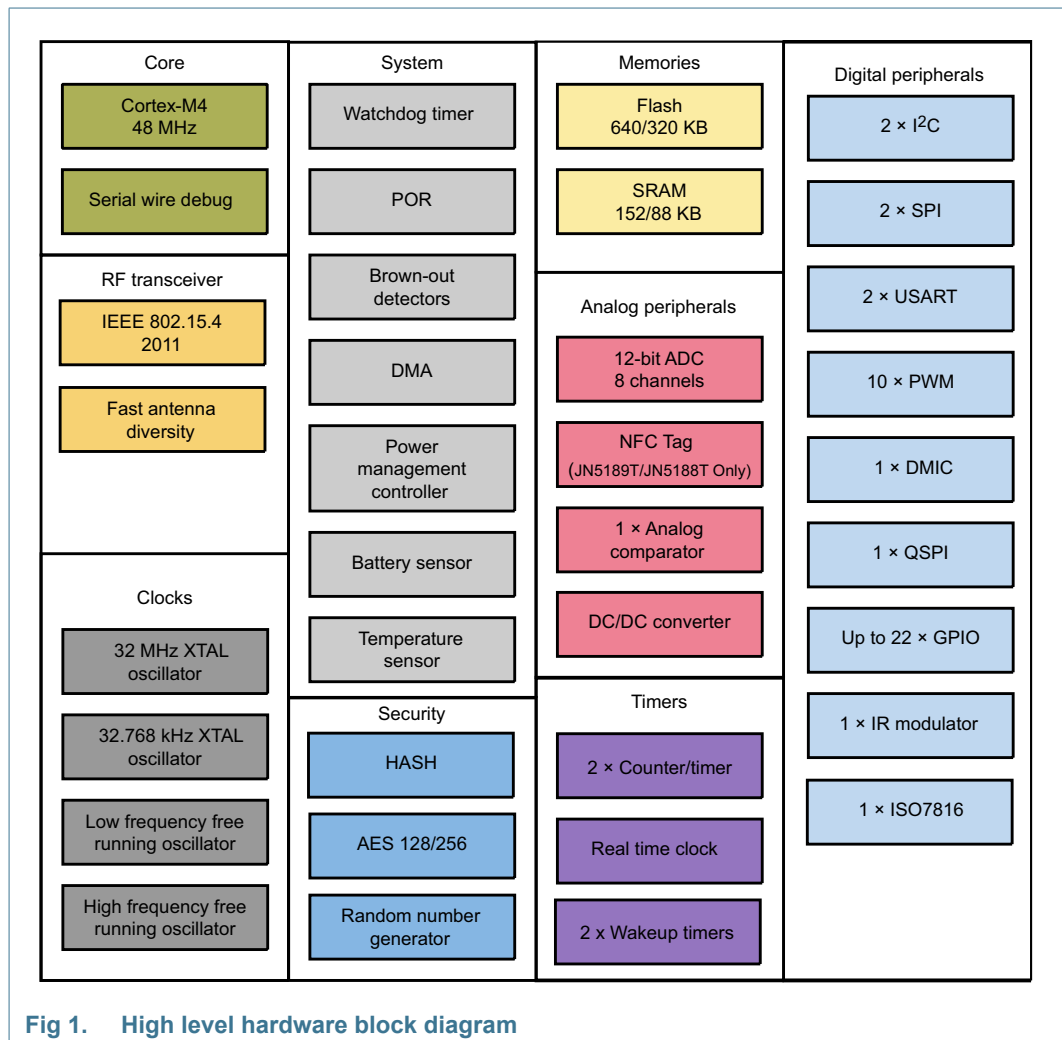 Core
Cortex-M4
48 MHz
Serial wire debug
RF transceiver
IEEE 802.15.4
2011
Fast antenna
diversity
Clocks
32 MHz XTAL
oscillator
32.768 kHz XTAL
oscillator
Low frequency free
running oscillator
High frequency free
running oscillator
System
Watchdog timer
POR
Brown-out
detectors
DMA
Power
management
controller
Battery sensor
Temperature
sensor
Security
HASH
AES 128/256
Random number
generator
Memories
Flash
640/320 KB
SRAM
152/88 KB
Analog peripherals
12-bit ADC
8 channels
NFC Tag
(JN5189T/JN5188T Only)
1 × Analog
comparator
DC/DC converter
Timers
2 × Counter/timer
Real time clock
2 x Wakeup timers
Digital peripherals
2 × I²C
2 × SPI
2 × USART
10 × PWM
1 × DMIC
1 × QSPI
Up to 22 × GPIO
1 × IR modulator
1 × ISO7816
Fig 1. High level hardware block diagram